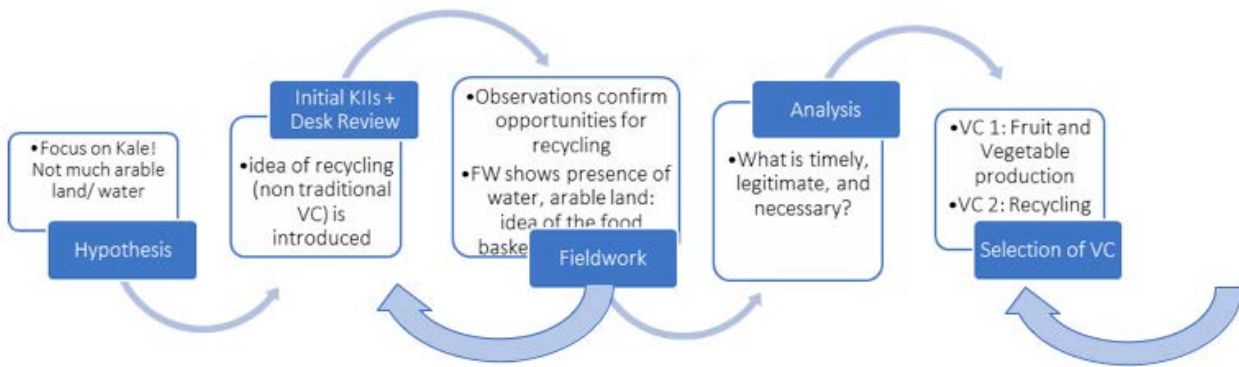 •Focus on Kale!
Not much arable
land/ water
Hypothesis
Initial KIIs +
Desk Review
•idea of recycling
(non traditional
VC) is
introduced
•Observations confirm
opportunities for
recycling
•FW shows presence of
water, arable land:
idea of the food
Fieldwork
Analysis
•What is timely,
legitimate, and
necessary?
•VC 1: Fruit and
Vegetable
production
•VC 2: Recycling
Selection of VC